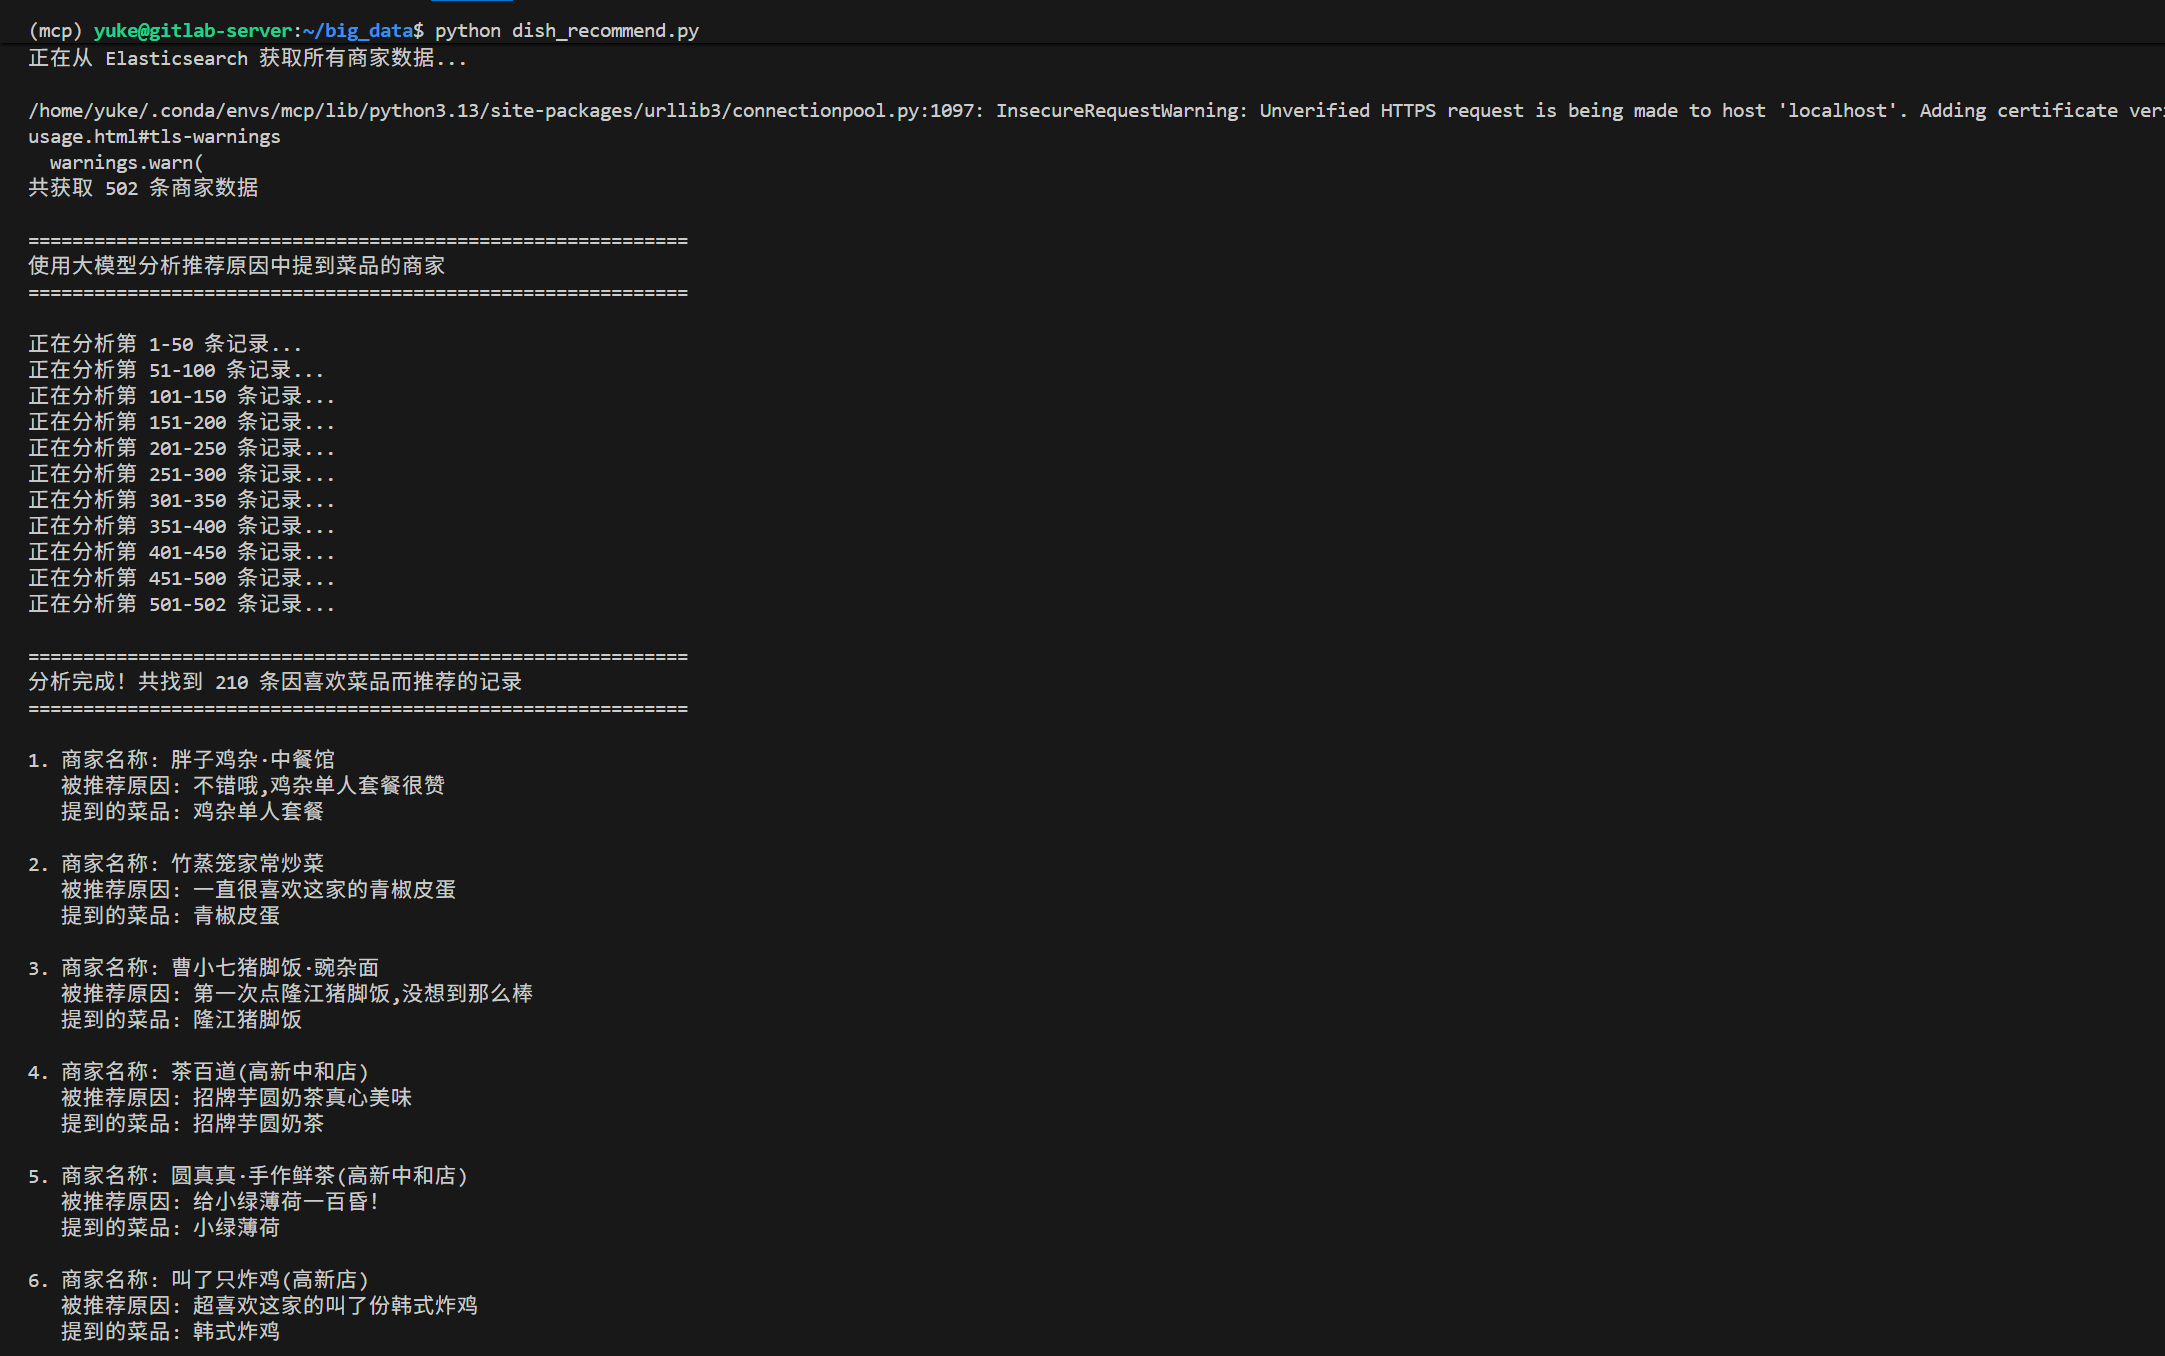 (mcp) yuke@gitlab-server:~/big_data$ python dish_recommend.py
正在从 Elasticsearch 获取所有商家数据...
/home/yuke/.conda/envs/mcp/lib/python3.13/site-packages/urllib3/connectionpool.py:1097: InsecureRequestWarning: Unverified HTTPS request is being made to host 'localhost'. Adding certificate veri
usage.html#tls-warnings
  warnings.warn(
共获取 502 条商家数据
============================================================
使用大模型分析推荐原因中提到菜品的商家
============================================================
正在分析第 1-50 条记录...
正在分析第 51-100 条记录...
正在分析第 101-150 条记录...
正在分析第 151-200 条记录...
正在分析第 201-250 条记录...
正在分析第 251-300 条记录...
正在分析第 301-350 条记录...
正在分析第 351-400 条记录...
正在分析第 401-450 条记录...
正在分析第 451-500 条记录...
正在分析第 501-502 条记录...
============================================================
分析完成！共找到 210 条因喜欢菜品而推荐的记录
============================================================
1. 商家名称: 胖子鸡杂·中餐馆
   被推荐原因: 不错哦,鸡杂单人套餐很赞
   提到的菜品: 鸡杂单人套餐
2. 商家名称: 竹蒸笼家常炒菜
   被推荐原因: 一直很喜欢这家的青椒皮蛋
   提到的菜品: 青椒皮蛋
3. 商家名称: 曹小七猪脚饭·豌杂面
   被推荐原因: 第一次点隆江猪脚饭,没想到那么棒
   提到的菜品: 隆江猪脚饭
4. 商家名称: 茶百道(高新中和店)
   被推荐原因: 招牌芋圆奶茶真心美味
   提到的菜品: 招牌芋圆奶茶
5. 商家名称: 圆真真·手作鲜茶(高新中和店)
   被推荐原因: 给小绿薄荷一百昏！
   提到的菜品: 小绿薄荷
6. 商家名称: 叫了只炸鸡(高新店)
   被推荐原因: 超喜欢这家的叫了份韩式炸鸡
   提到的菜品: 韩式炸鸡